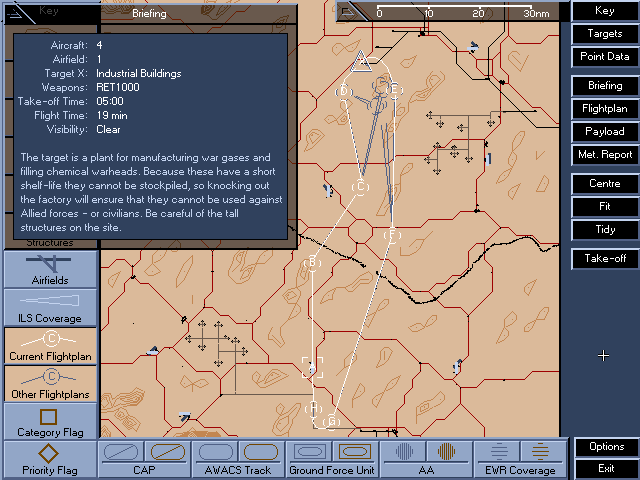 Key
Briefing
0 10 20 30nm
Key
Targets
Point Data
Briefing
Flightplan
Payload
Met. Report
Centre
Fit
Tidy
Take-off
Aircraft: 4
Airfield: 1
Target X: Industrial Buildings
Weapons: RET1000
Take-off Time: 05:00
Flight Time: 19 min
Visibility: Clear
The target is a plant for manufacturing war gases and
filling chemical warheads. Because these have a short
shelf-life they cannot be stockpiled, so knocking out
the factory will ensure that they cannot be used against
Allied forces - or civilians. Be careful of the tall
structures on the site.
Structures
Airfields
ILS Coverage
C
Current Flightplan
C
Other Flightplans
Category Flag
Priority Flag
D
E
C
F
B
H
G
CAP
AWACS Track
Ground Force Unit
AA
EWR Coverage
Options
Exit